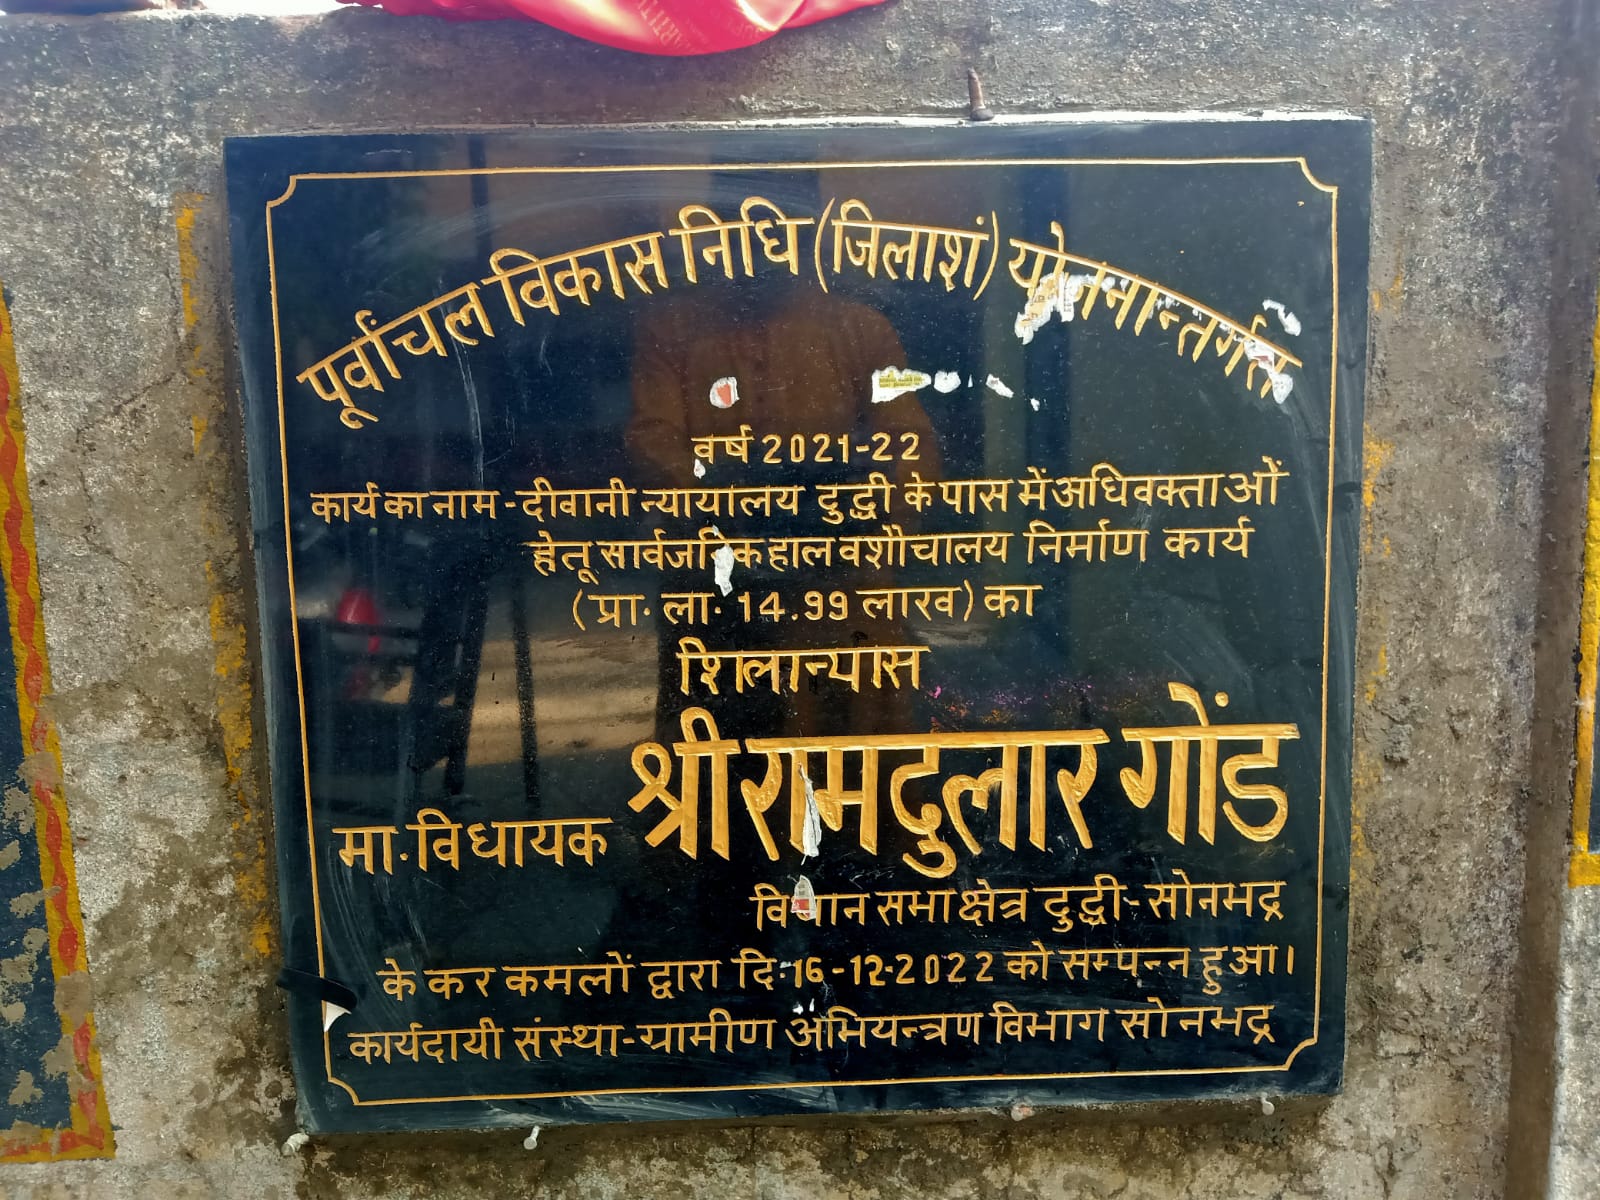 पूर्वांचल विकास निधि (जिलाशं) योजनान्तर्गत
वर्ष 2021-22
कार्य का नाम - दीवानी न्यायालय दुद्धी के पास में अधिवक्ताओं
हेतू सार्वजनिक हाल व शौचालय निर्माण कार्य
(प्रा. ला. 14.99 लाख) का
शिलान्यास
मा. विधायक श्री रामदुलार गोंड
विधान सभा क्षेत्र दुद्धी-सोनभद्र
के कर कमलों द्वारा दि. 16-12-2022 को सम्पन्न हुआ।
कार्यदायी संस्था-ग्रामीण अभियन्त्रण विभाग सोनभद्र